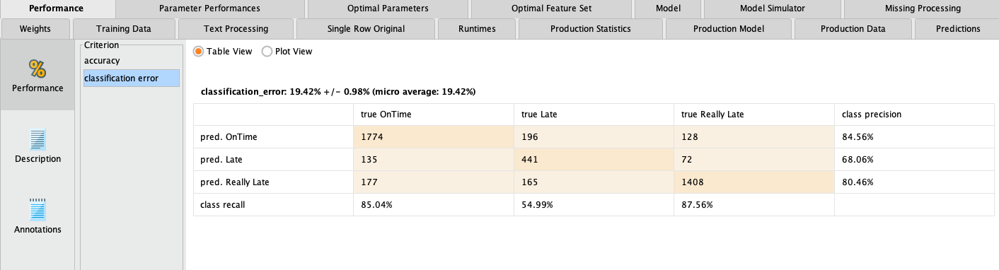 Performance Parameter Performances Optimal Parameters Optimal Feature Set Model Model Simulator Missing Processing
Weights Training Data Text Processing Single Row Original Runtimes Production Statistics Production Model Production Data Predictions
Performance
Description
Annotations
Criterion
accuracy
classification error
Table View Plot View
classification_error: 19.42% +/- 0.98% (micro average: 19.42%)
true OnTime true Late true Really Late class precision
pred. OnTime 1774 196 128 84.56%
pred. Late 135 441 72 68.06%
pred. Really Late 177 165 1408 80.46%
class recall 85.04% 54.99% 87.56%